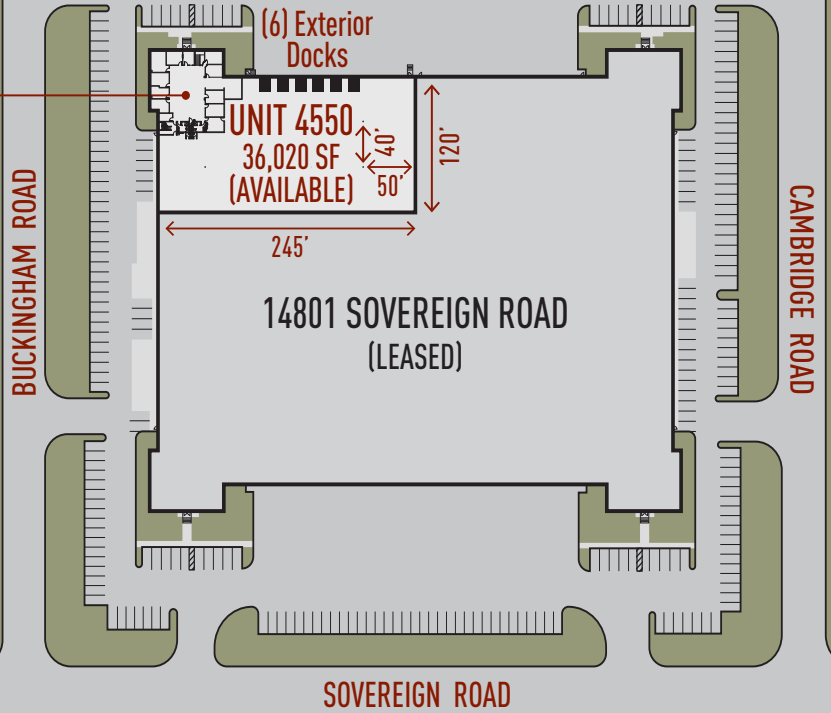 (6) Exterior
Docks
UNIT 4550
36,020 SF
(AVAILABLE)
40'
50'
120'
245'
14801 SOVEREIGN ROAD
(LEASED)
BUCKINGHAM ROAD
CAMBRIDGE ROAD
SOVEREIGN ROAD